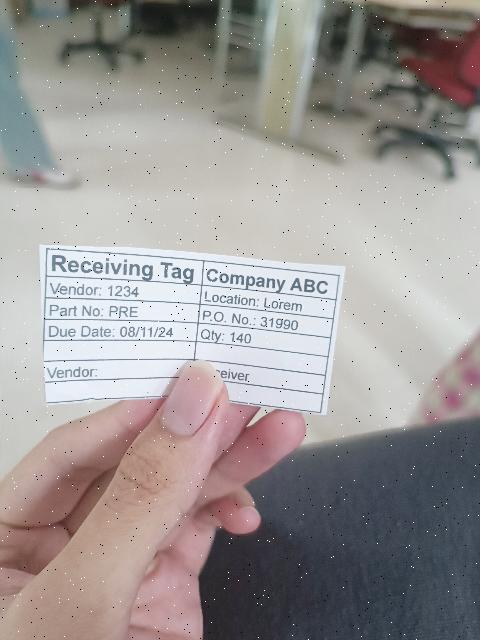 Receiving Tag Company ABC
Vendor: 1234 Location: Lorem
Part No: PRE P.O. No.: 31990
Due Date: 08/11/24 Qty: 140
Vendor: ceiver